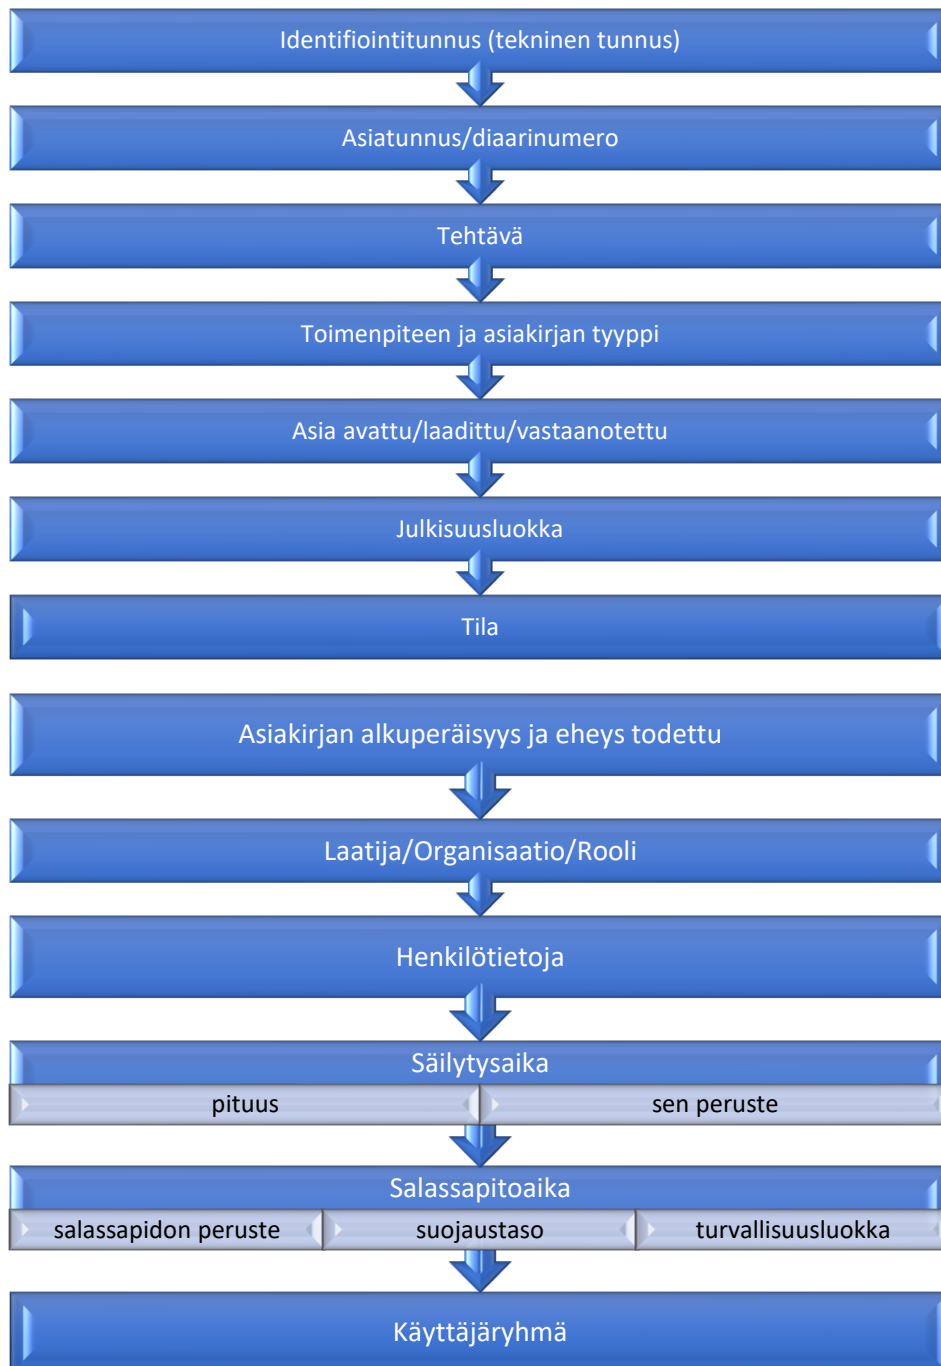 Identifiointitunnus (tekninen tunnus)
Asiatunnus/diaarinumero
Tehtävä
Toimenpiteen ja asiakirjan tyyppi
Asia avattu/laadittu/vastaanotettu
Julkisuusluokka
Tila
Asiakirjan alkuperäisyys ja eheys todettu
Laatija/Organisaatio/Rooli
Henkilötietoja
Säilytysaika
pituus
sen peruste
Salassapitoaika
salassapidon peruste
suojaustaso
turvallisuusluokka
Käyttäjäryhmä